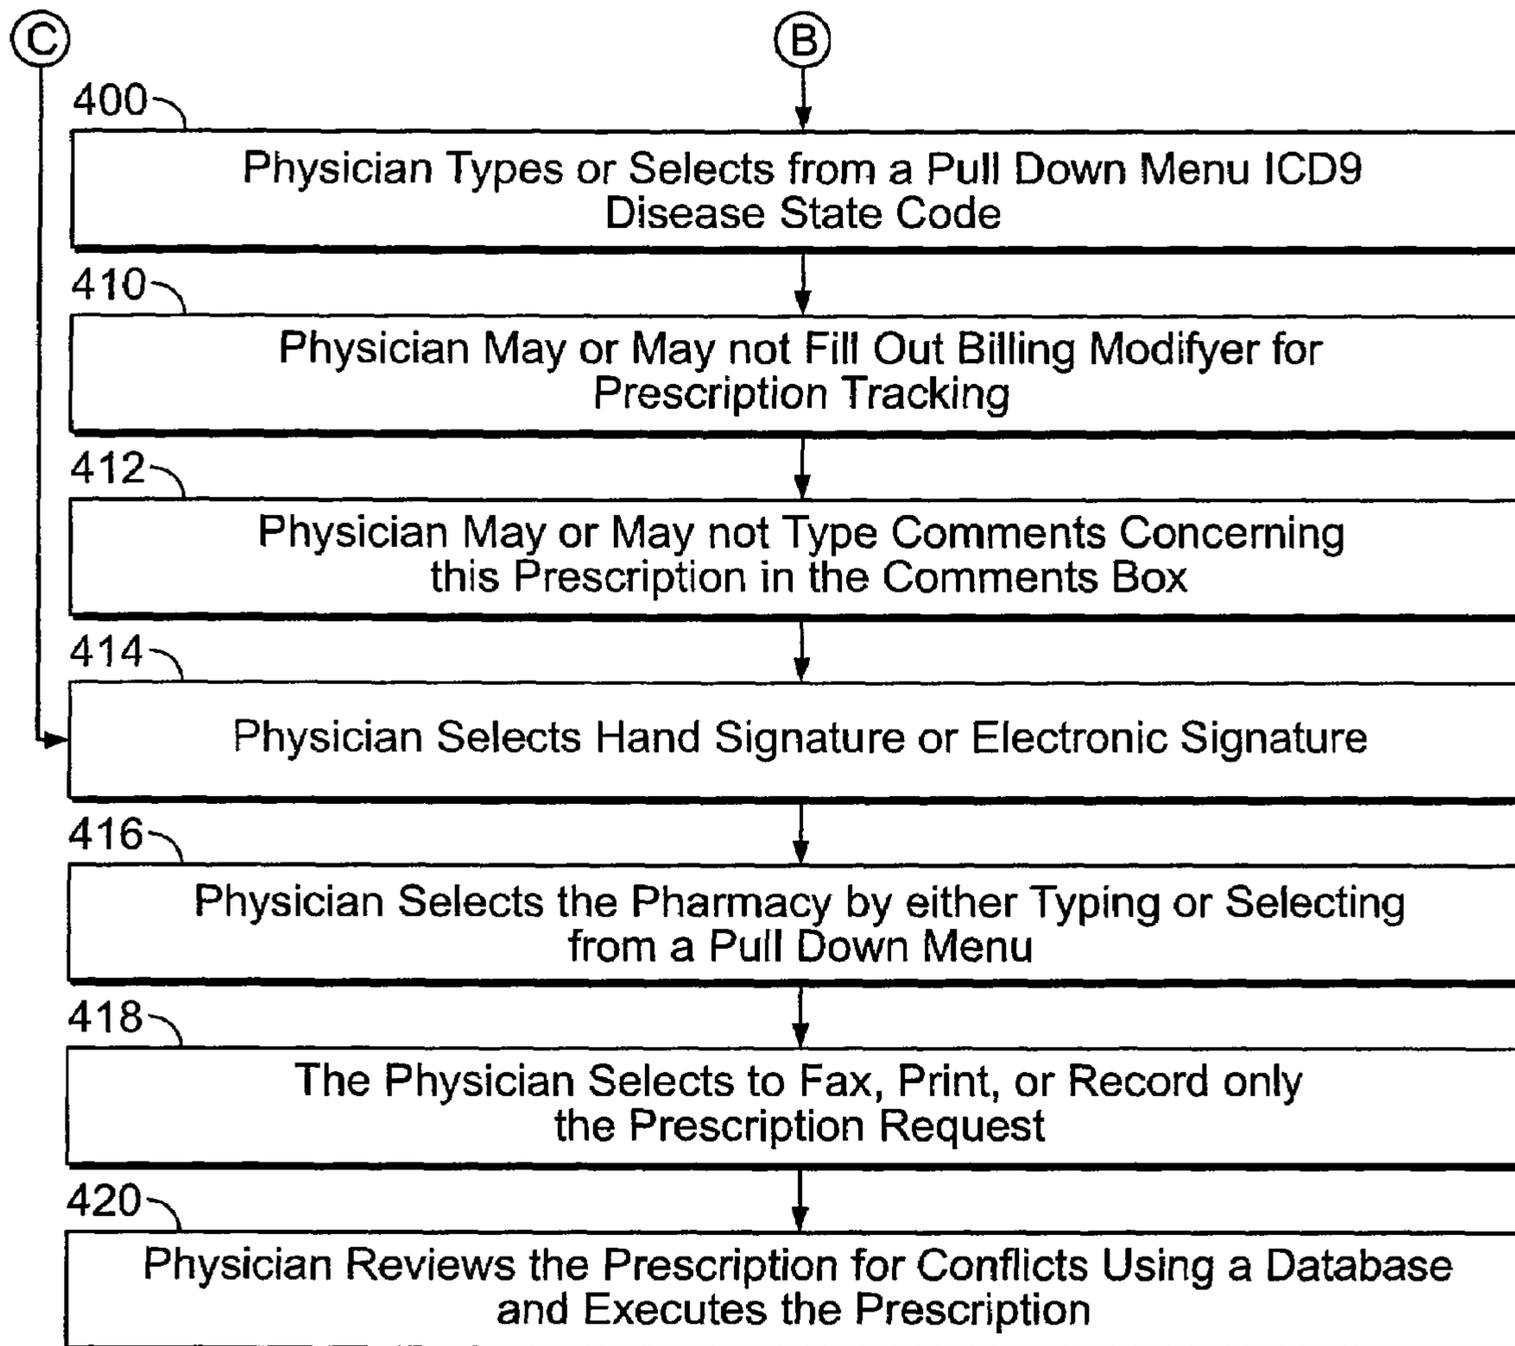 C
B
400
Physician Types or Selects from a Pull Down Menu ICD9
Disease State Code
410
Physician May or May not Fill Out Billing Modifyer for
Prescription Tracking
412
Physician May or May not Type Comments Concerning
this Prescription in the Comments Box
414
Physician Selects Hand Signature or Electronic Signature
416
Physician Selects the Pharmacy by either Typing or Selecting
from a Pull Down Menu
418
The Physician Selects to Fax, Print, or Record only
the Prescription Request
420
Physician Reviews the Prescription for Conflicts Using a Database
and Executes the Prescription